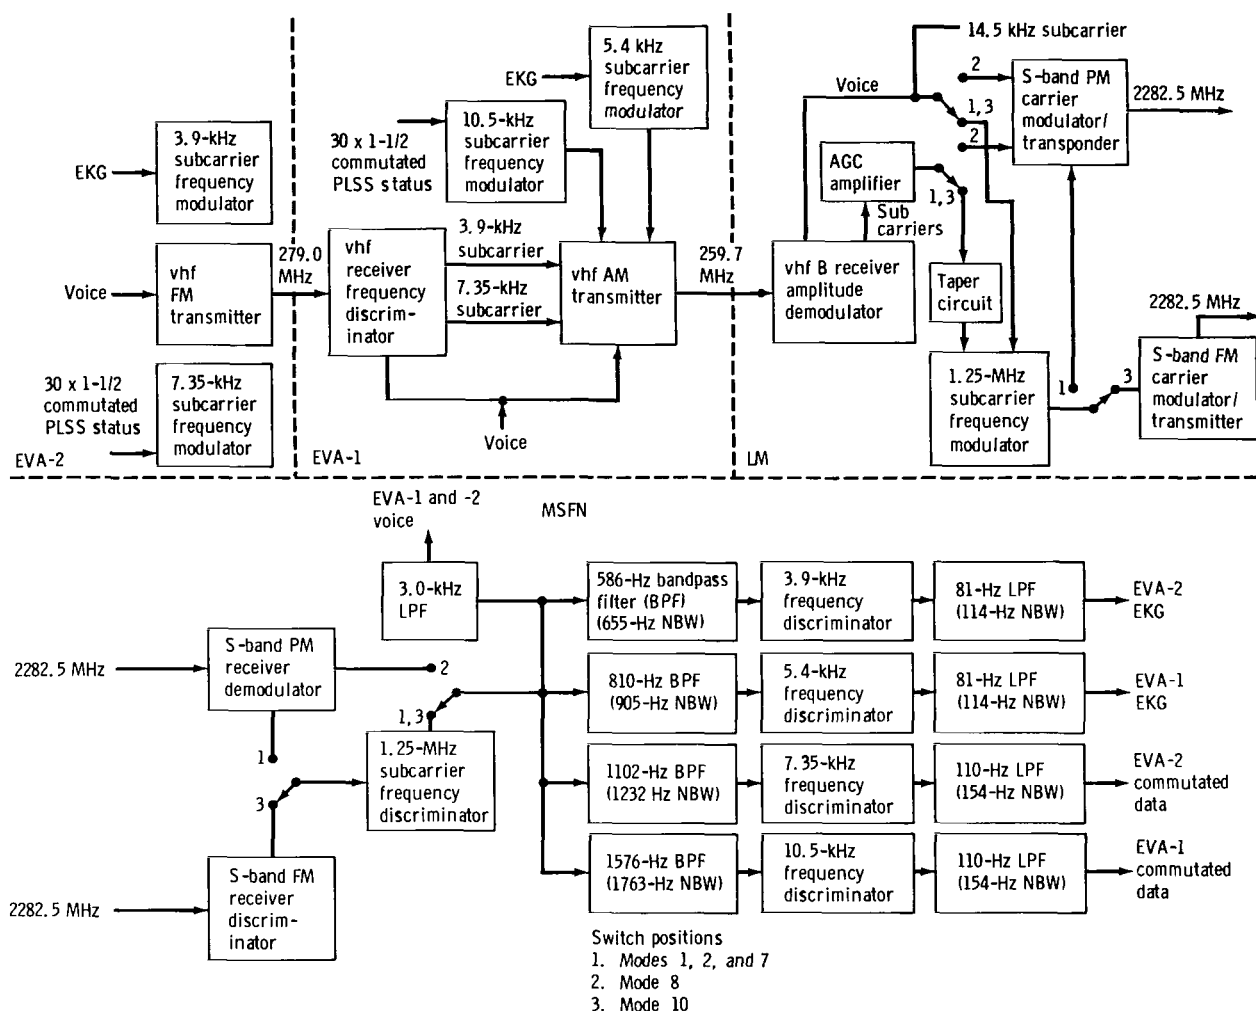 EKG
3.9-kHz
subcarrier
frequency
modulator
Voice
vhf
FM
transmitter
279.0
MHz
30 x 1-1/2
commutated
PLSS status
7.35-kHz
subcarrier
frequency
modulator
EVA-2
EKG
5.4 kHz
subcarrier
frequency
modulator
30 x 1-1/2
commutated
PLSS status
10.5-kHz
subcarrier
frequency
modulator
vhf
receiver
frequency
discrim-
inator
3.9-kHz
subcarrier
7.35-kHz
subcarrier
vhf AM
transmitter
259.7
MHz
Voice
EVA-1
14.5 kHz subcarrier
Voice
2
1,3
2
S-band PM
carrier
modulator/
transponder
2282.5 MHz
AGC
amplifier
1,3
Sub
carriers
vhf B receiver
amplitude
demodulator
Taper
circuit
1.25-MHz
subcarrier
frequency
modulator
1
3
2282.5 MHz
S-band FM
carrier
modulator/
transmitter
LM
EVA-1 and -2
voice
MSFN
3.0-kHz
LPF
2282.5 MHz
S-band PM
receiver
demodulator
2
1,3
1
3
1.25-MHz
subcarrier
frequency
discriminator
2282.5 MHz
S-band FM
receiver
discrim-
inator
586-Hz bandpass
filter (BPF)
(655-Hz NBW)
3.9-kHz
frequency
discriminator
81-Hz LPF
(114-Hz NBW)
EVA-2
EKG
810-Hz BPF
(905-Hz NBW)
5.4-kHz
frequency
discriminator
81-Hz LPF
(114-Hz NBW)
EVA-1
EKG
1102-Hz BPF
(1232 Hz NBW)
7.35-kHz
frequency
discriminator
110-Hz LPF
(154-Hz NBW)
EVA-2
commutated
data
1576-Hz BPF
(1763-Hz NBW)
10.5-kHz
frequency
discriminator
110-Hz LPF
(154-Hz NBW)
EVA-1
commutated
data
Switch positions
1. Modes 1, 2, and 7
2. Mode 8
3. Mode 10